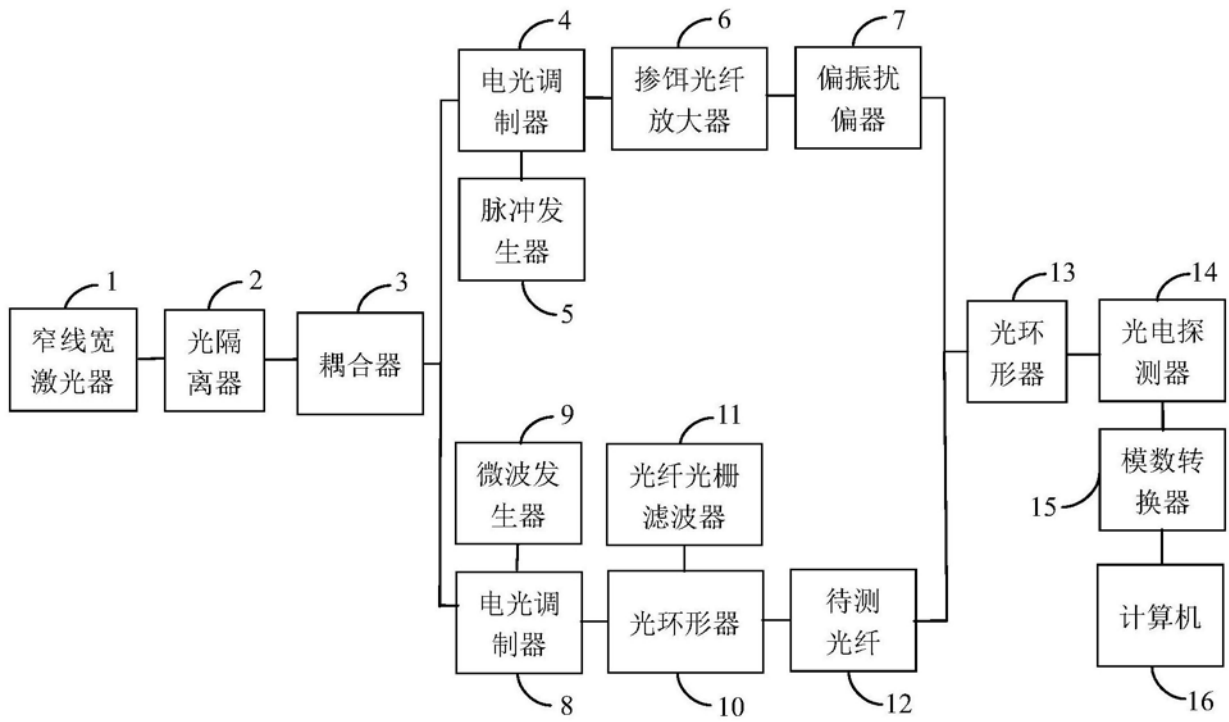 4
电光调
制器
6
掺饵光纤
放大器
7
偏振扰
偏器
脉冲发
生器
5
1
窄线宽
激光器
2
光隔
离器
3
耦合器
13
光环
形器
14
光电探
测器
9
微波发
生器
11
光纤光栅
滤波器
模数转
换器
15
电光调
制器
8
光环形器
10
待测
光纤
12
计算机
16